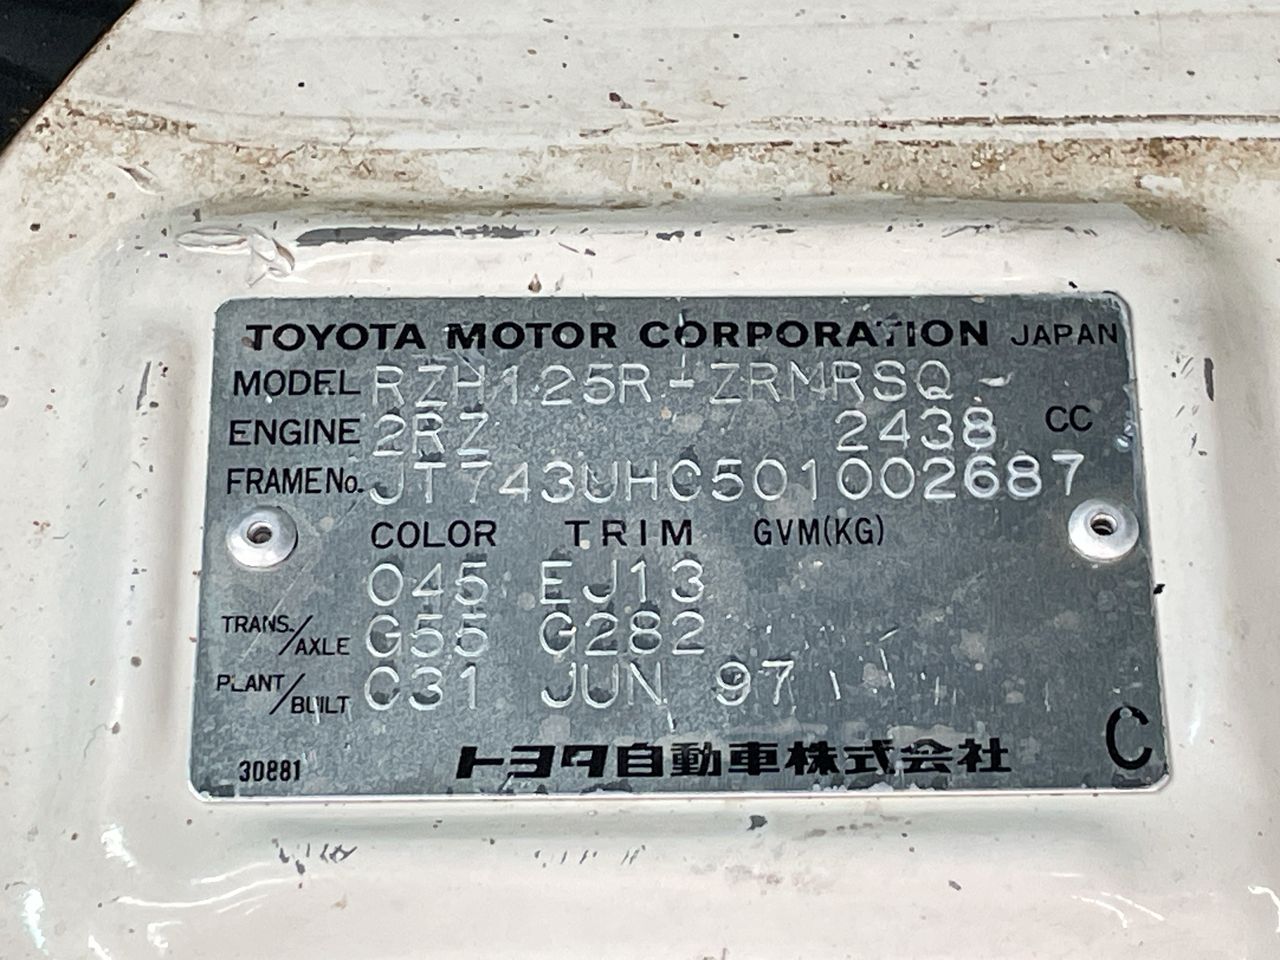 TOYOTA MOTOR CORPORATION JAPAN
MODEL RZH125R-ZRMRSQ-
ENGINE 2RZ 2438 CC
FRAME No. JT743UHC501002687
COLOR TRIM GVM(KG)
045 EJ13
TRANS./AXLE G55 G282
PLANT/BUILT C31 JUN 97
30881 トヨタ自動車株式会社 C